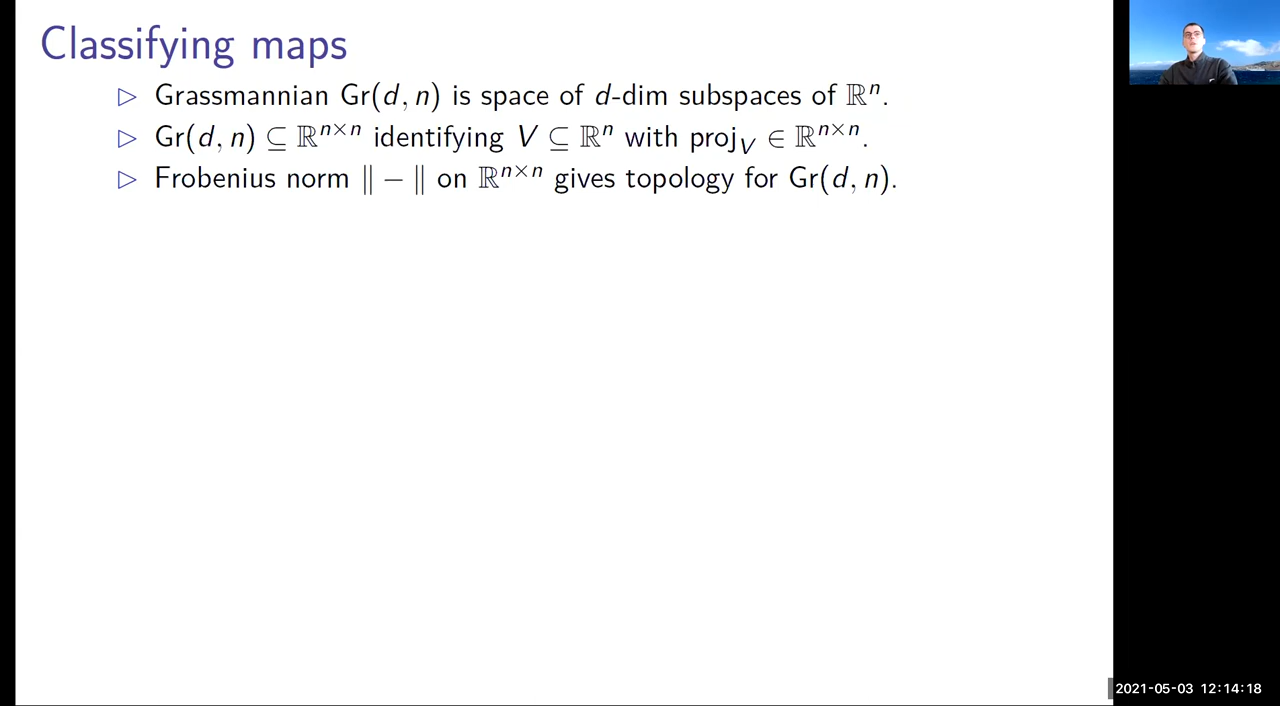 Classifying maps
▷ Grassmannian Gr(d, n) is space of d-dim subspaces of ℝⁿ.
▷ Gr(d, n) ⊆ ℝⁿˣⁿ identifying V ⊆ ℝⁿ with proj_V ∈ ℝⁿˣⁿ.
▷ Frobenius norm ‖ − ‖ on ℝⁿˣⁿ gives topology for Gr(d, n).
2021-05-03 12:14:18